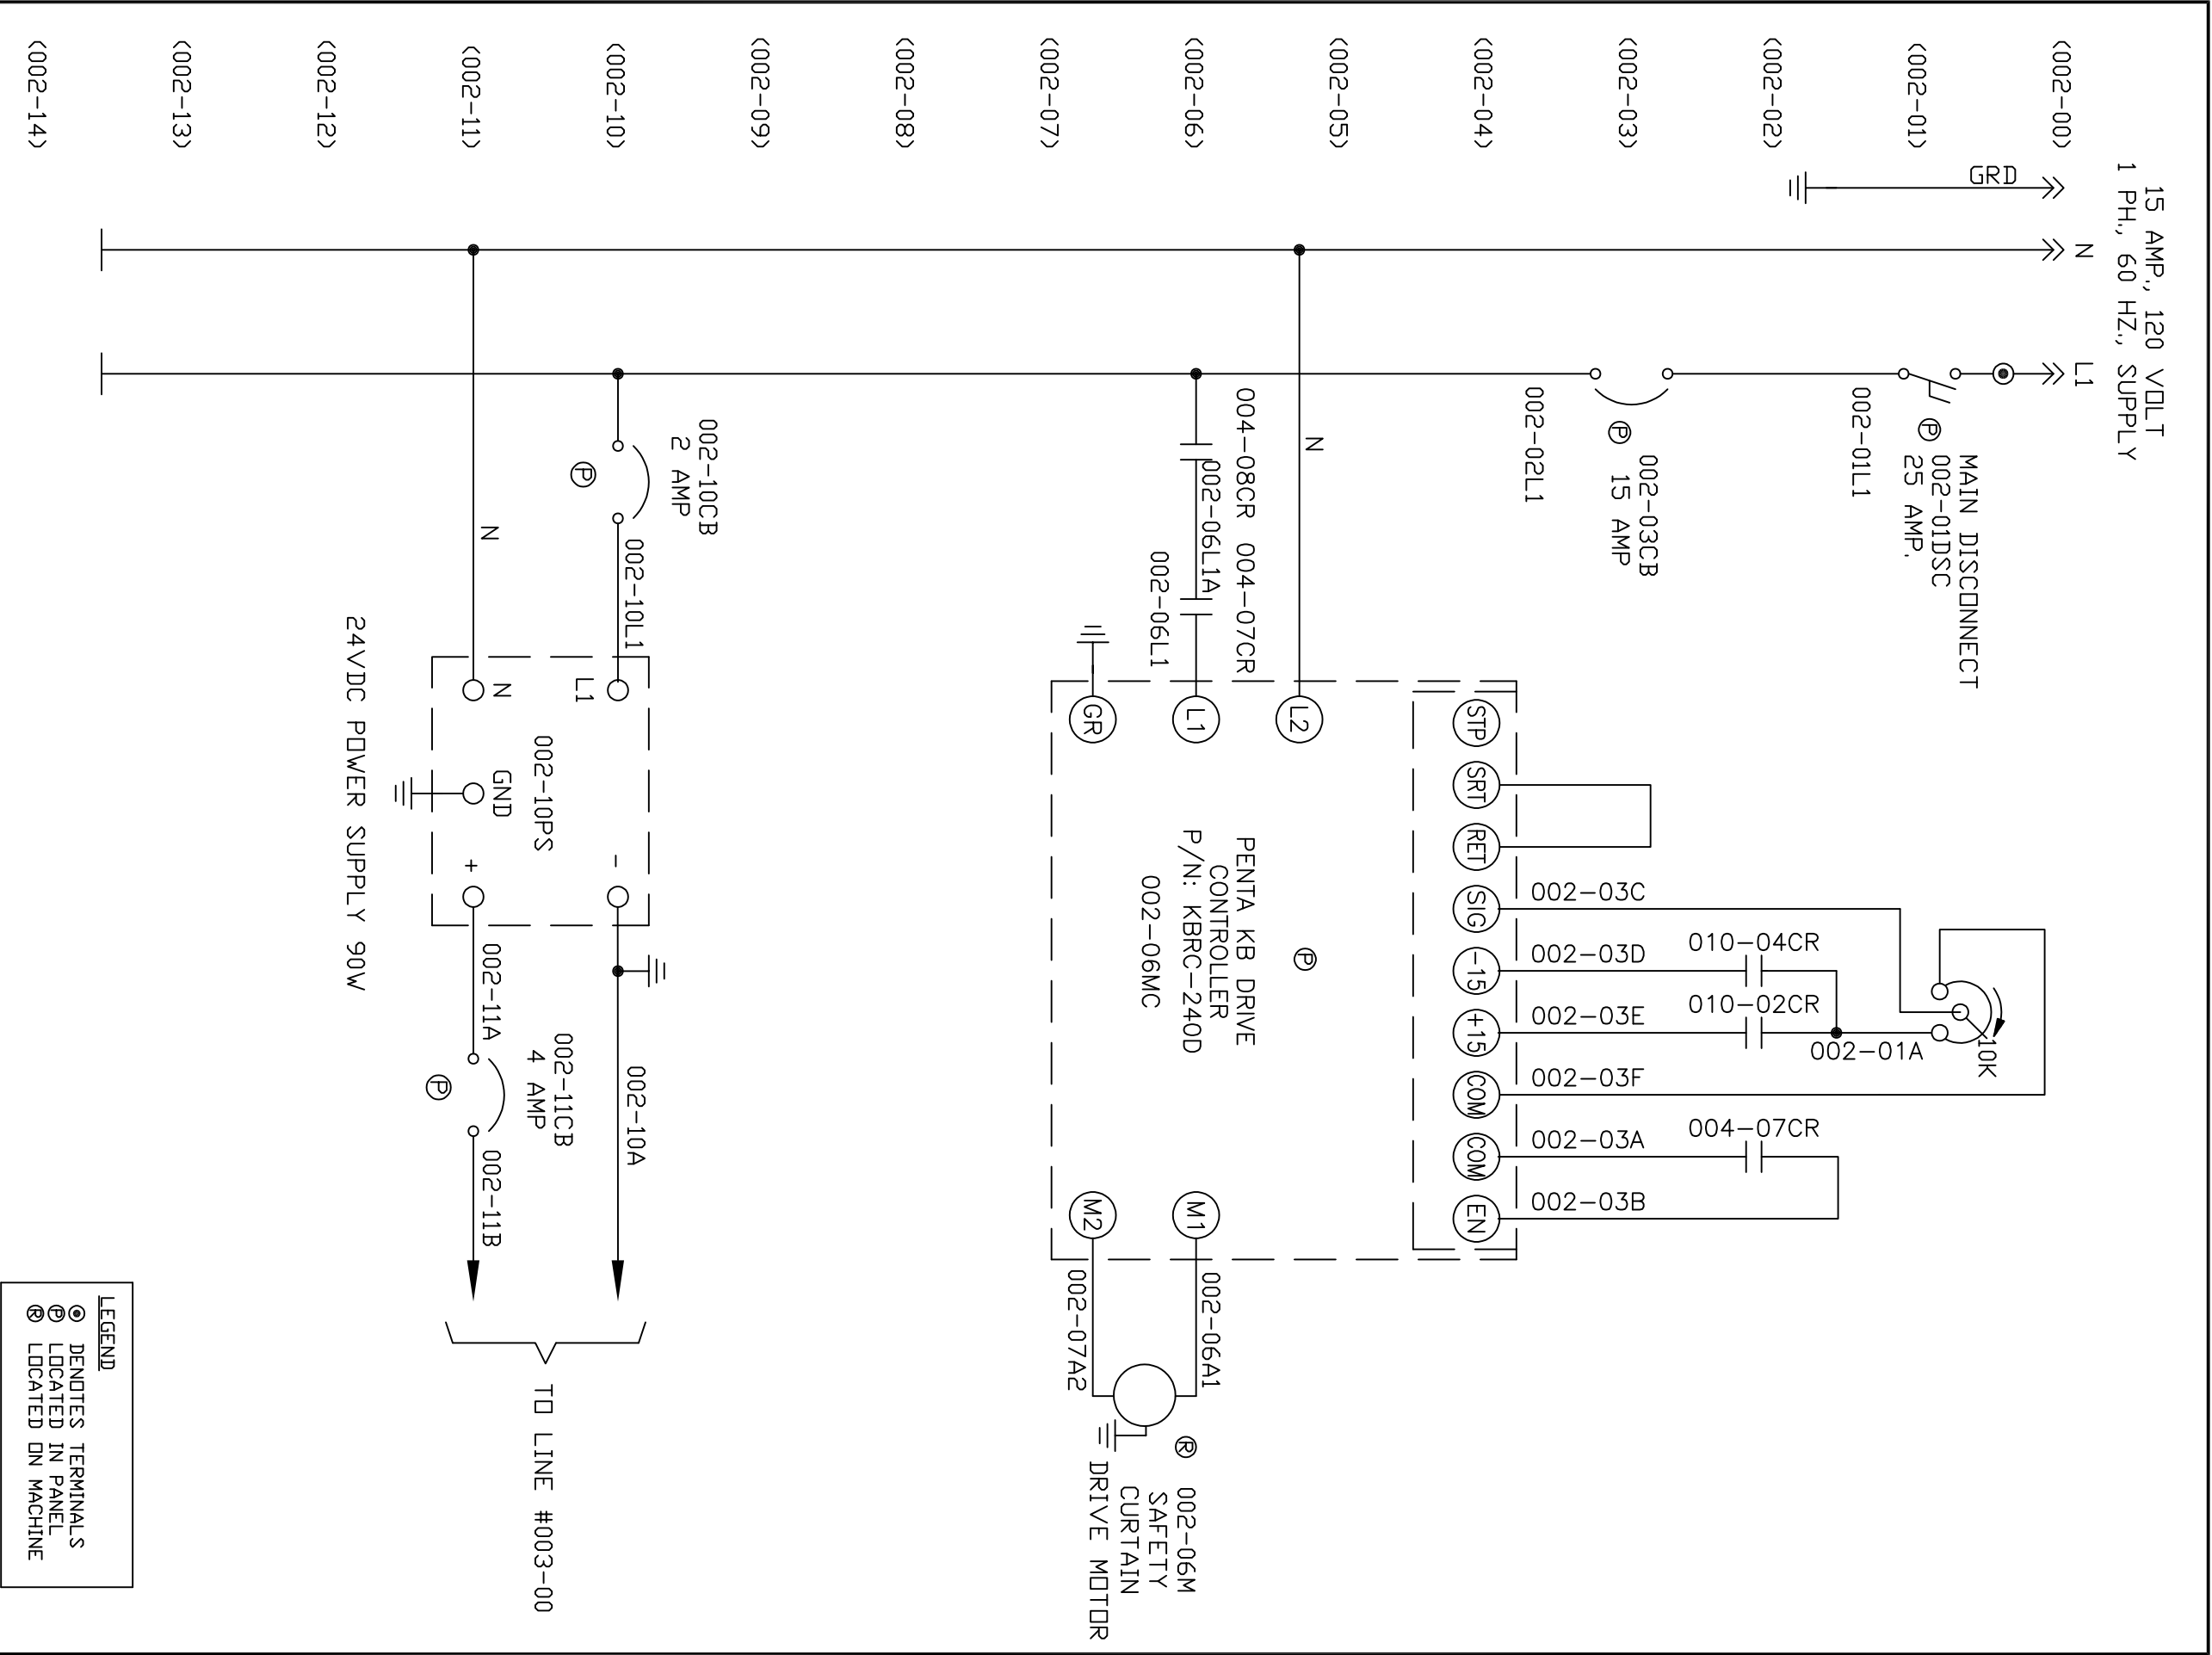 15 AMP., 120 VOLT
1 PH., 60 HZ., SUPPLY
GRD
N
L1
(002-00)
(002-01)
(002-02)
(002-03)
(002-04)
(002-05)
(002-06)
(002-07)
(002-08)
(002-09)
(002-10)
(002-11)
(002-12)
(002-13)
(002-14)
MAIN DISCONNECT
002-01DSC
25 AMP.
P
002-01L1
002-03CB
15 AMP
P
002-02L1
10K
002-01A
010-04CR
010-02CR
004-07CR
002-03C
002-03D
002-03E
002-03F
002-03A
002-03B
STP
SRT
RET
SIG
-15
+15
COM
COM
EN
N
L2
004-08CR 004-07CR
002-06L1A
002-06L1
L1
GR
P
PENTA KB DRIVE
CONTROLLER
P/N: KBRC-240D
002-06MC
M1
M2
002-06A1
002-07A2
R
002-06M
SAFETY
CURTAIN
DRIVE MOTOR
002-10CB
2 AMP
P
002-10L1
N
L1
N
002-10PS
GND
-
+
24VDC POWER SUPPLY 90W
002-10A
002-11CB
4 AMP
002-11A
002-11B
P
TO LINE #003-00
LEGEND
DENOTES TERMINALS
P LOCATED IN PANEL
R LOCATED ON MACHINE